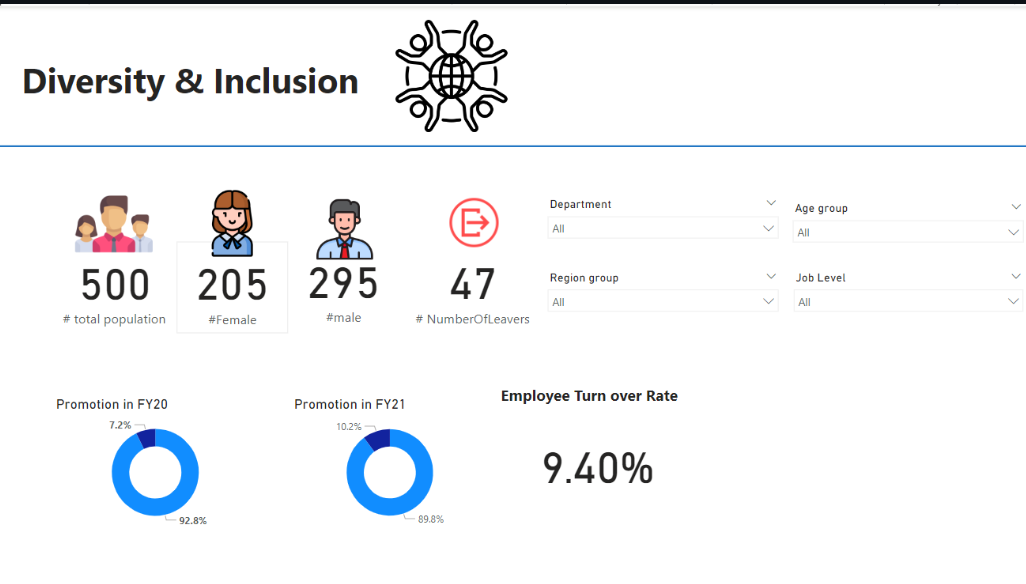 Diversity & Inclusion
500
# total population
205
#Female
295
#male
47
# NumberOfLeavers
Department
All
Age group
All
Region group
All
Job Level
All
Promotion in FY20
7.2%
92.8%
Promotion in FY21
10.2%
89.8%
Employee Turn over Rate
9.40%